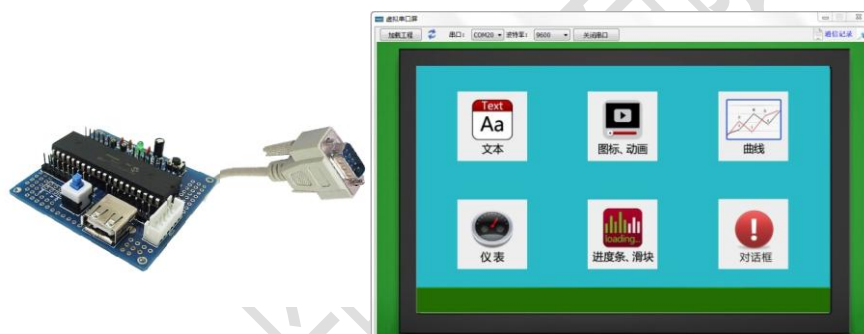 虚拟串口屏
加载工程 串口: COM28 波特率: 9600 关闭串口 通信记录
Text
Aa
文本
图标、动画
曲线
loading...
仪表
进度条、滑块
对话框